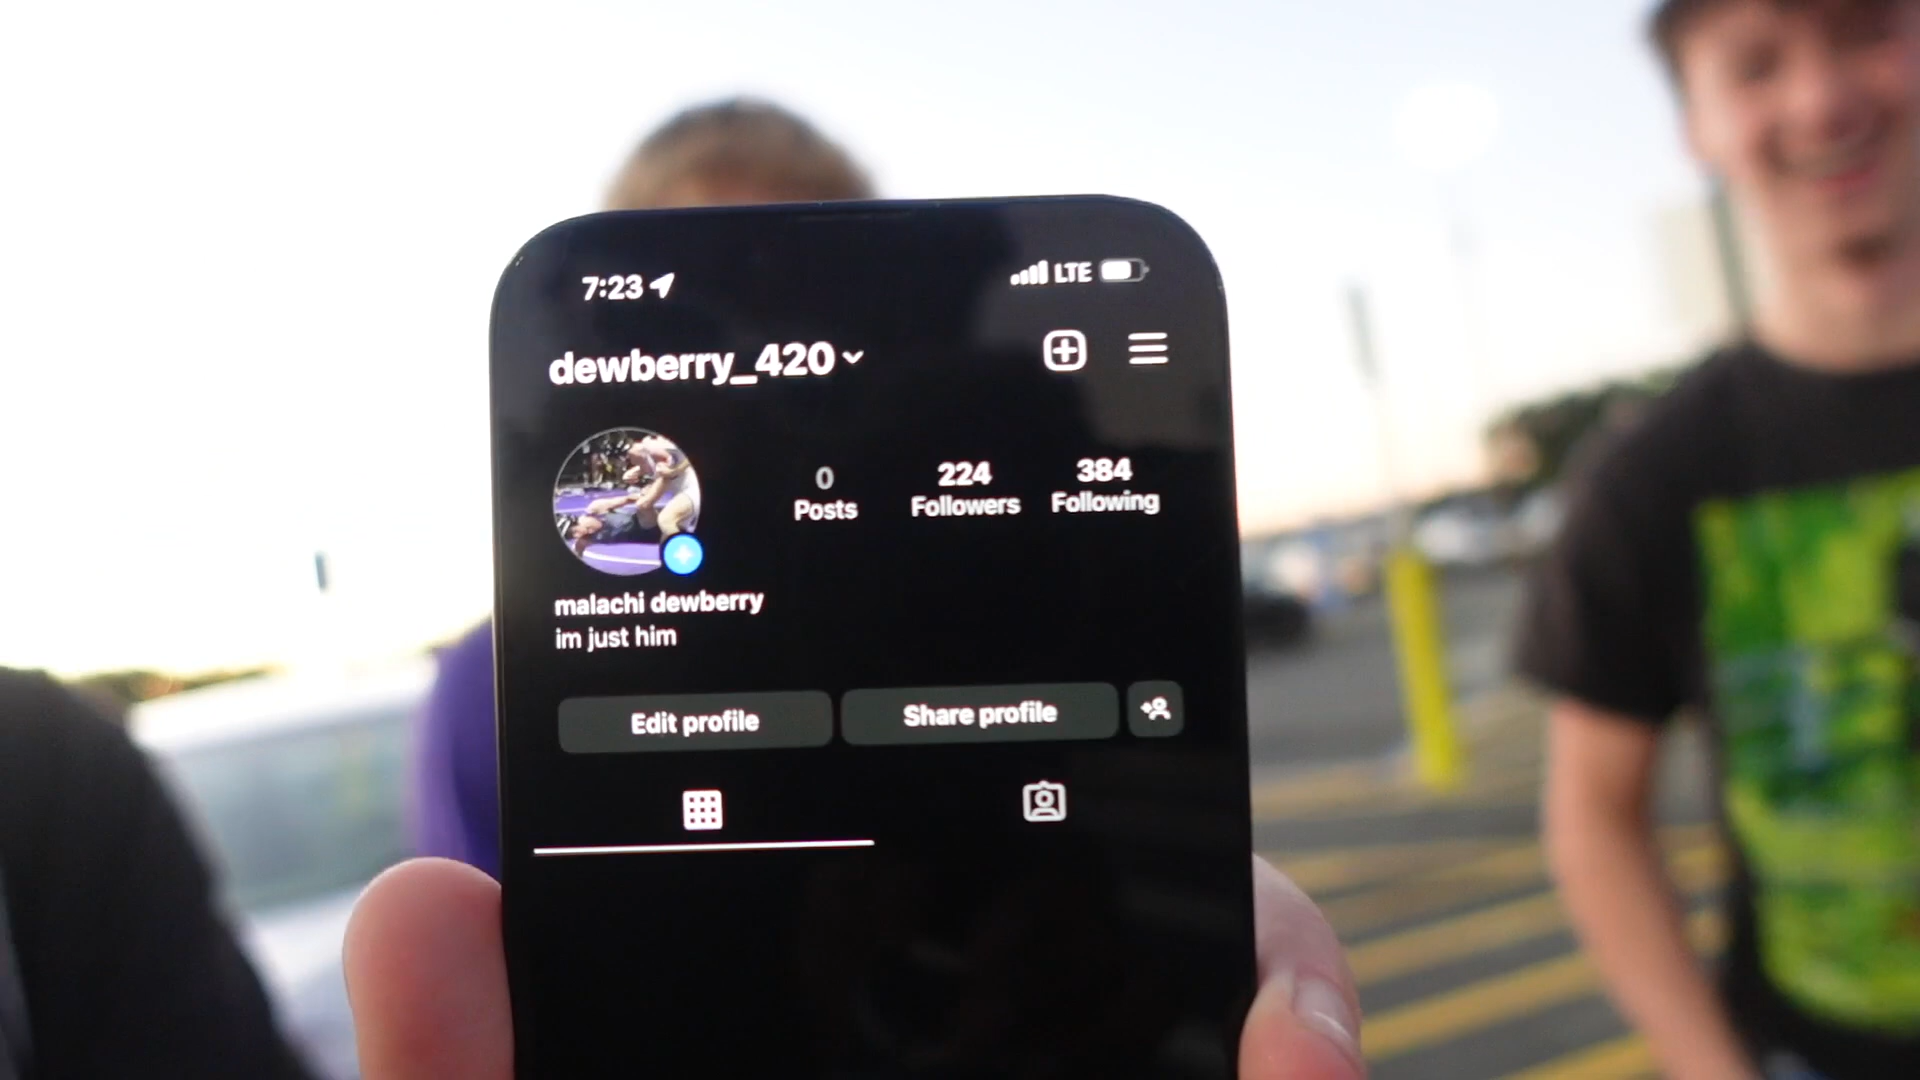 7:23 LTE
dewberry_420
0 224 384
Posts Followers Following
malachi dewberry
im just him
Edit profile Share profile